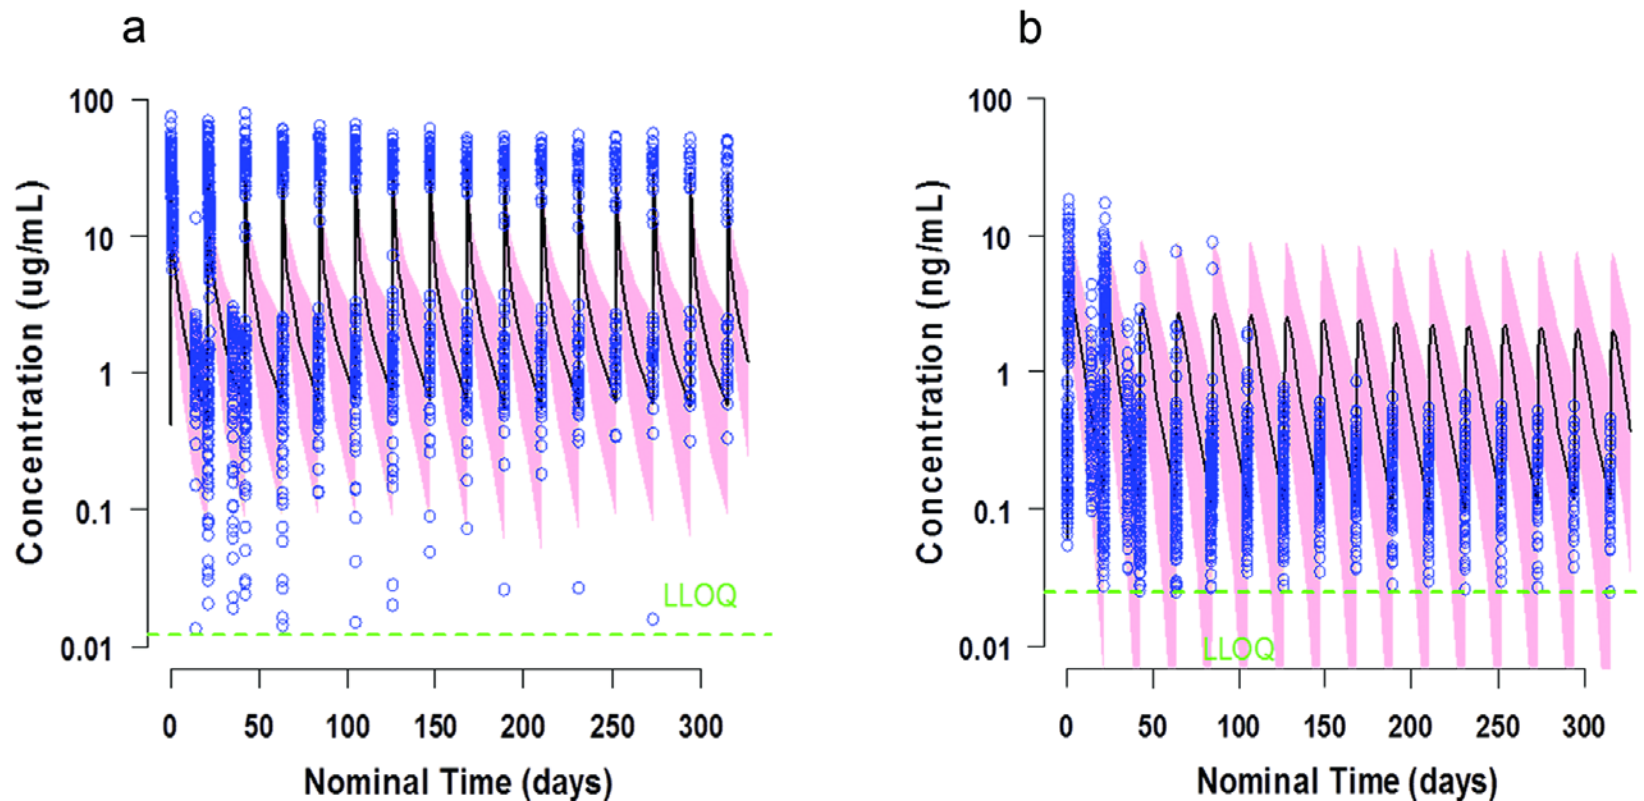 a
Concentration (ug/mL)
100
10
1
0.1
0.01
LLOQ
0 50 100 150 200 250 300
Nominal Time (days)
b
Concentration (ng/mL)
100
10
1
0.1
0.01
LLOQ
0 50 100 150 200 250 300
Nominal Time (days)